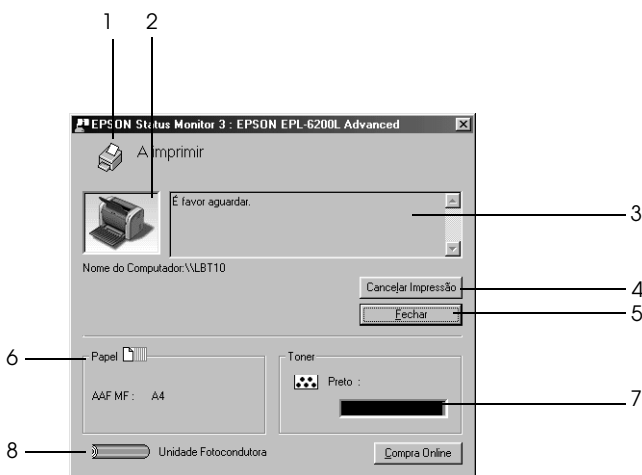 1
2
EPSON Status Monitor 3 : EPSON EPL-6200L Advanced
A imprimir
É favor aguardar.
3
Nome do Computador:\\LBT10
Cancelar Impressão
4
Fechar
5
6
Papel
Toner
AAF MF : A4
Preto :
7
8
Unidade Fotocondutora
Compra Online